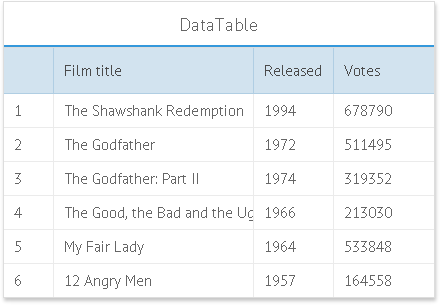 DataTable
Film title Released Votes
1 The Shawshank Redemption 1994 678790
2 The Godfather 1972 511495
3 The Godfather: Part II 1974 319352
4 The Good, the Bad and the Ug 1966 213030
5 My Fair Lady 1964 533848
6 12 Angry Men 1957 164558